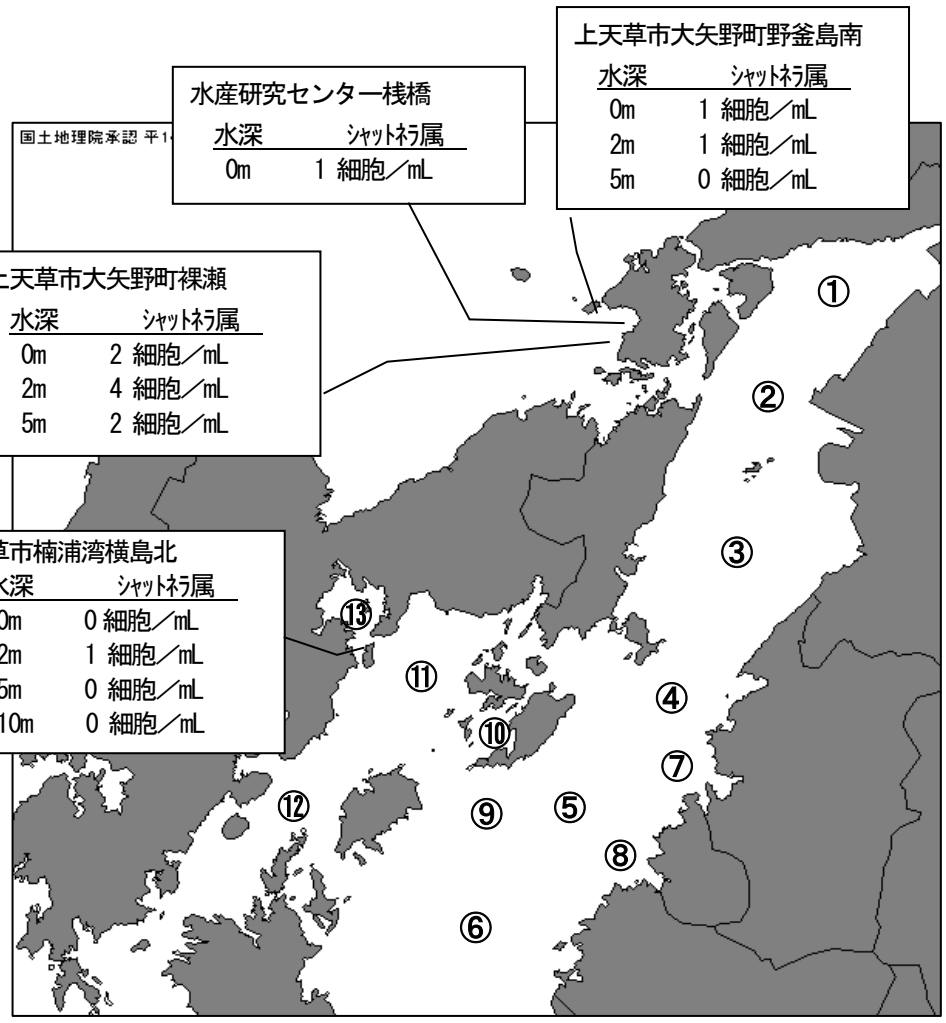 上天草市大矢野町野釜島南
水深 シャットネラ属
0m 1 細胞／mL
2m 1 細胞／mL
5m 0 細胞／mL
水産研究センター桟橋
水深 シャットネラ属
0m 1 細胞／mL
国土地理院承認 平1
上天草市大矢野町裸瀬
水深 シャットネラ属
0m 2 細胞／mL
2m 4 細胞／mL
5m 2 細胞／mL
草市楠浦湾横島北
水深 シャットネラ属
0m 0 細胞／mL
2m 1 細胞／mL
5m 0 細胞／mL
10m 0 細胞／mL
①
②
③
⑬
⑪
④
⑩
⑦
⑫
⑨
⑤
⑧
⑥